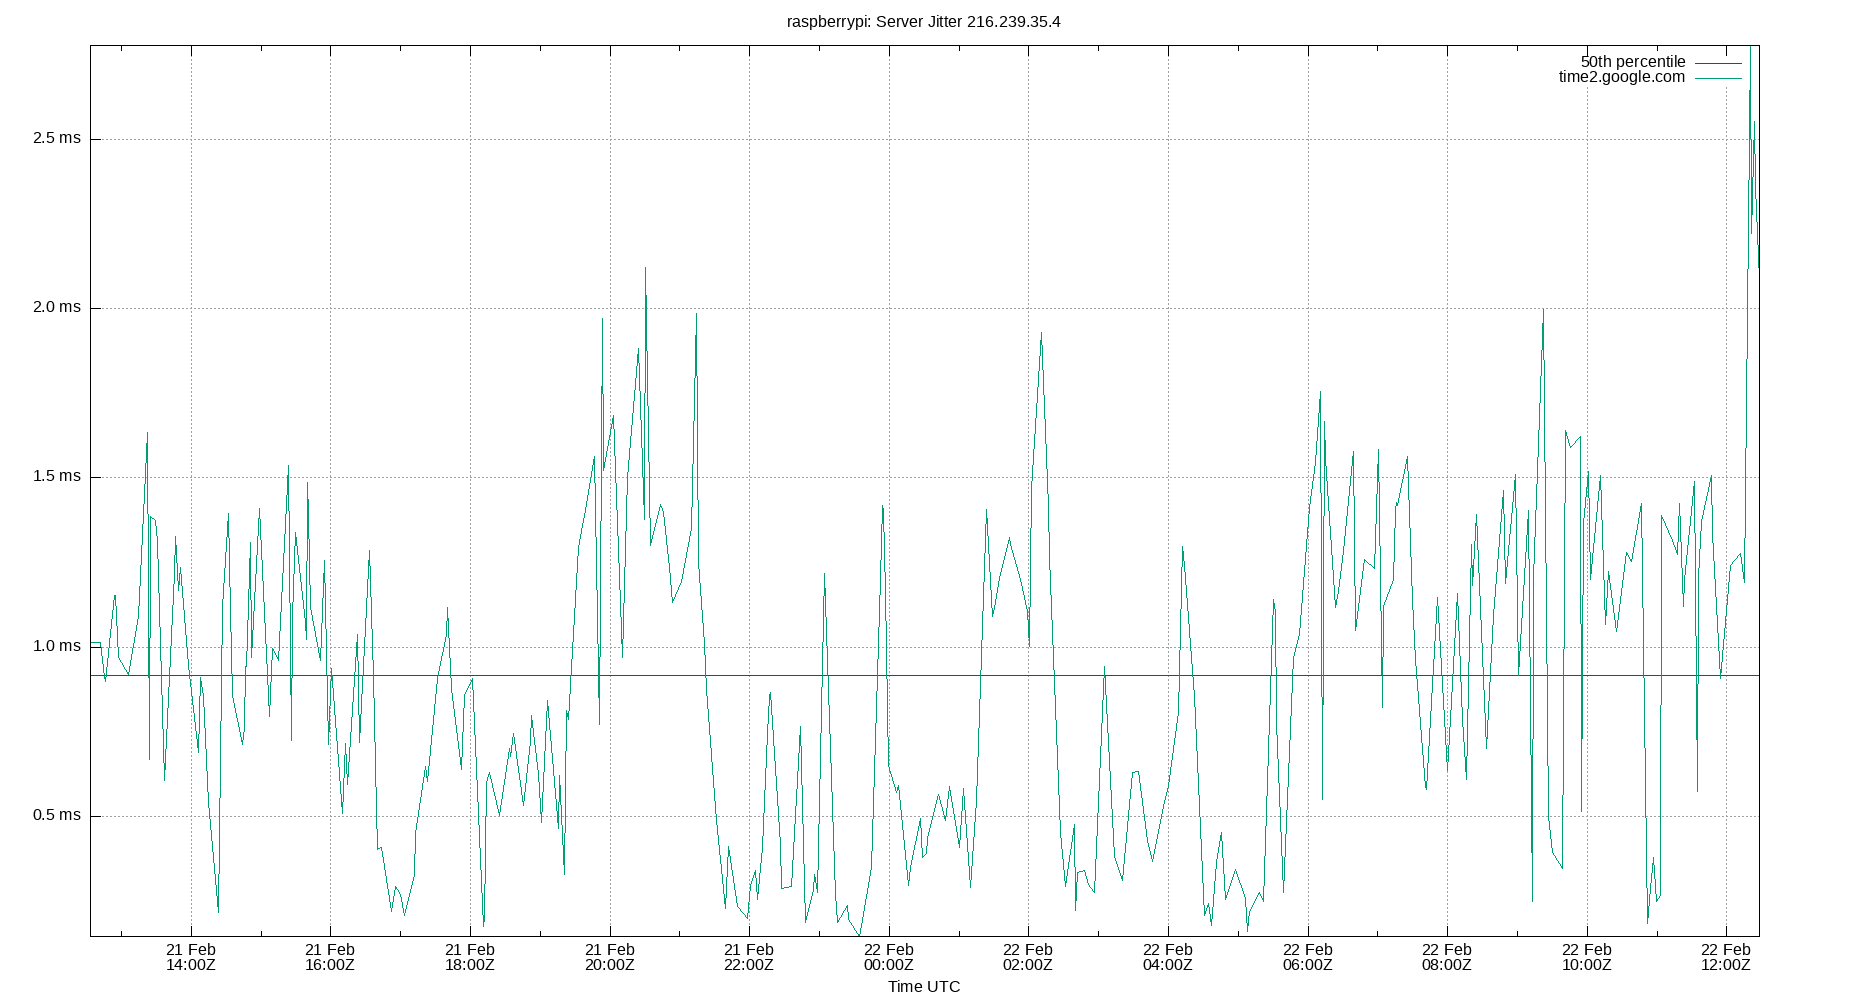 raspberrypi: Server Jitter 216.239.35.4
50th percentile
time2.google.com
2.5 ms
2.0 ms
1.5 ms
1.0 ms
0.5 ms
21 Feb 21 Feb 21 Feb 21 Feb 21 Feb 22 Feb 22 Feb 22 Feb 22 Feb 22 Feb 22 Feb 22 Feb
14:00Z 16:00Z 18:00Z 20:00Z 22:00Z 00:00Z 02:00Z 04:00Z 06:00Z 08:00Z 10:00Z 12:00Z
Time UTC